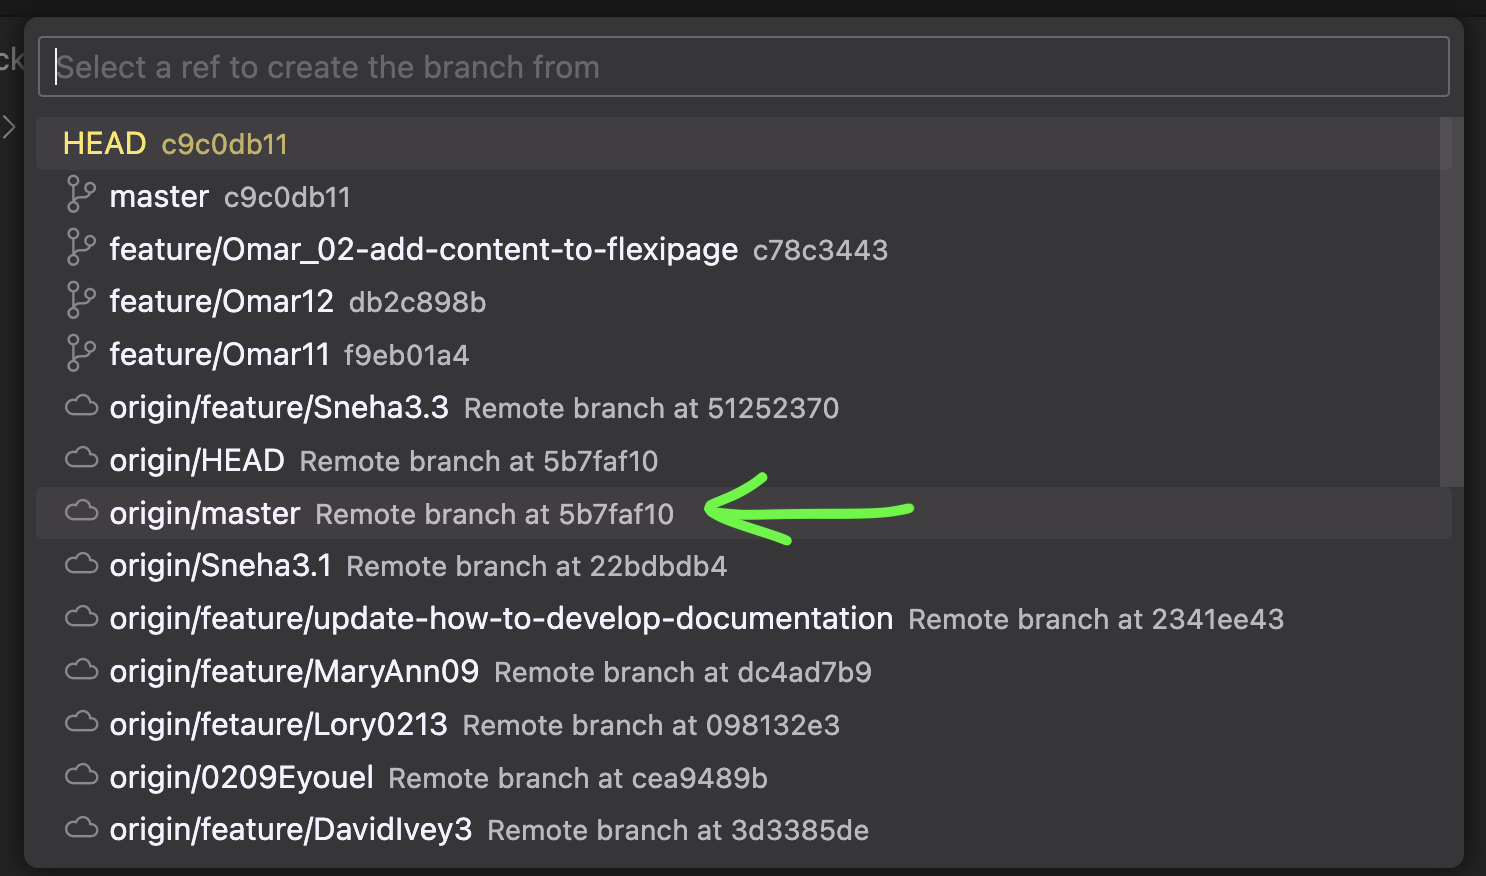 ck
Select a ref to create the branch from
HEAD c9c0db11
master c9c0db11
feature/Omar_02-add-content-to-flexipage c78c3443
feature/Omar12 db2c898b
feature/Omar11 f9eb01a4
origin/feature/Sneha3.3 Remote branch at 51252370
origin/HEAD Remote branch at 5b7faf10
origin/master Remote branch at 5b7faf10
origin/Sneha3.1 Remote branch at 22bdbdb4
origin/feature/update-how-to-develop-documentation Remote branch at 2341ee43
origin/feature/MaryAnn09 Remote branch at dc4ad7b9
origin/fetaure/Lory0213 Remote branch at 098132e3
origin/0209Eyouel Remote branch at cea9489b
origin/feature/DavidIvey3 Remote branch at 3d3385de